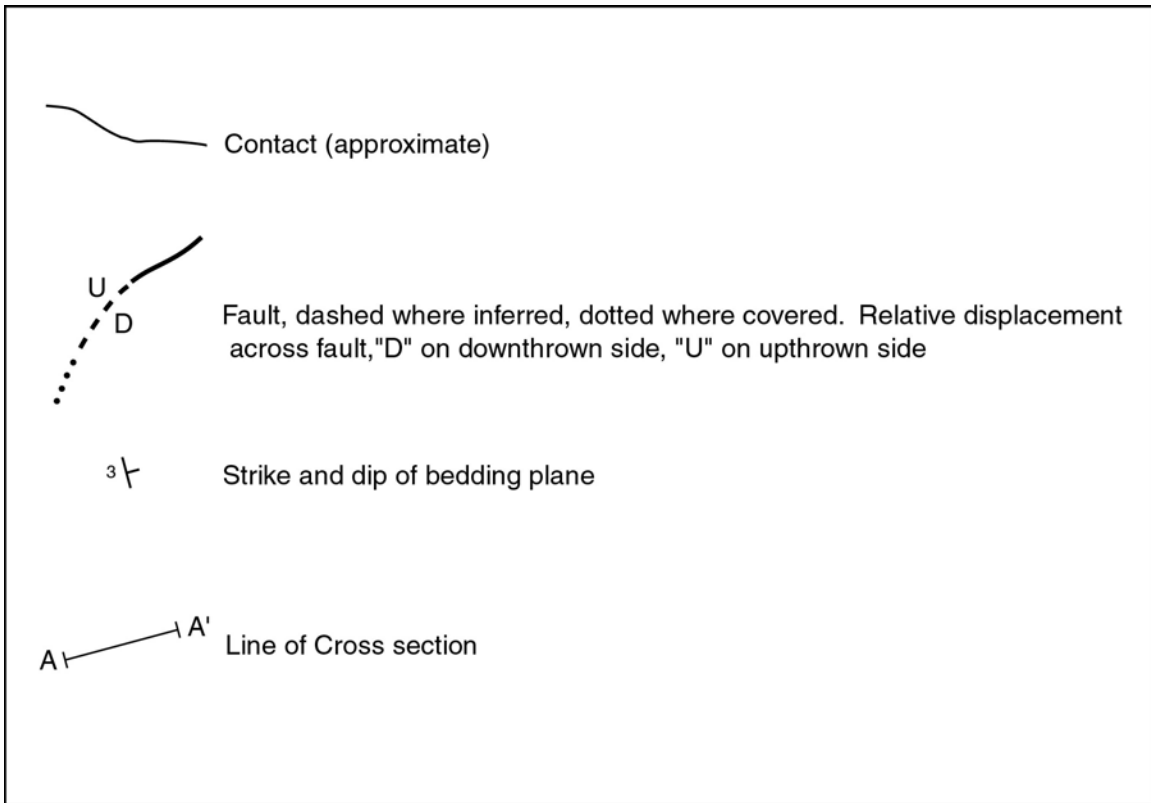 Contact (approximate)
U
D
Fault, dashed where inferred, dotted where covered.  Relative displacement
across fault,"D" on downthrown side, "U" on upthrown side
3
Strike and dip of bedding plane
A
A'
Line of Cross section